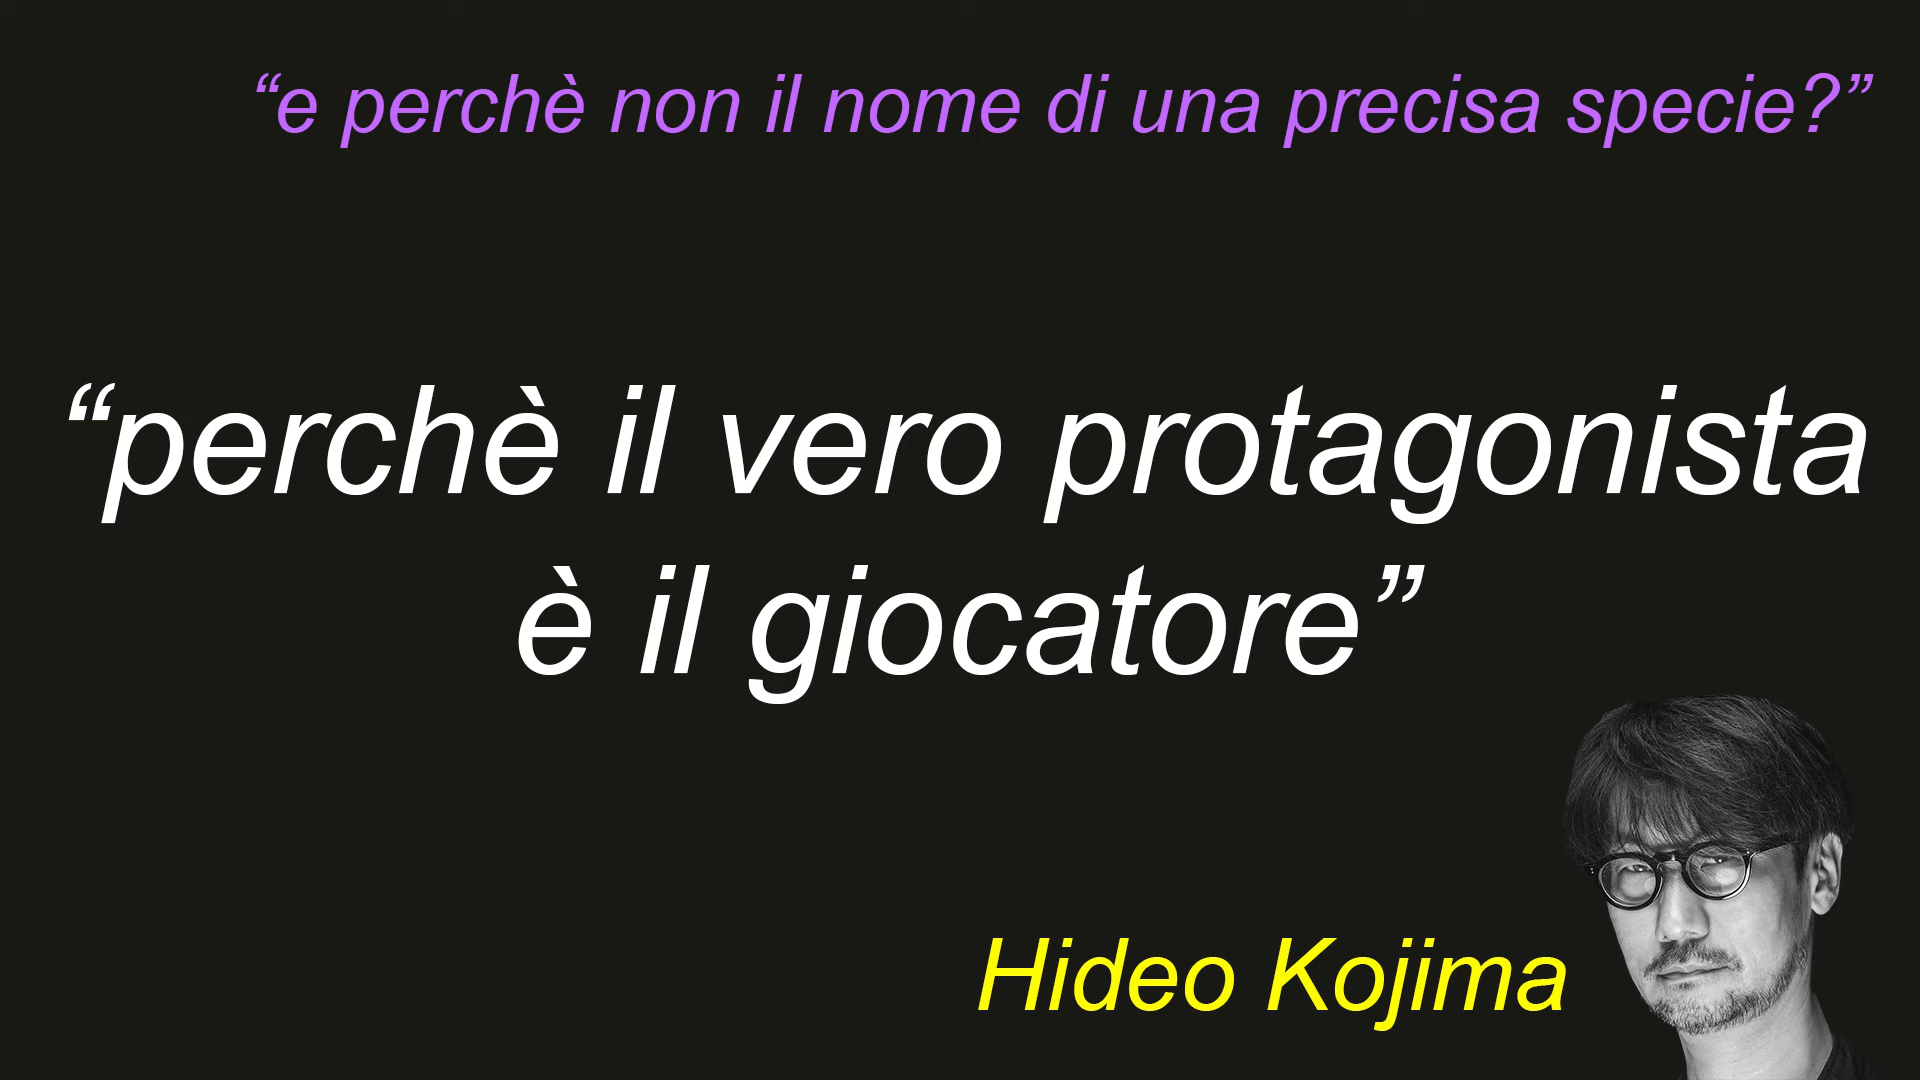 “e perchè non il nome di una precisa specie?”
“perchè il vero protagonista
è il giocatore”
Hideo Kojima